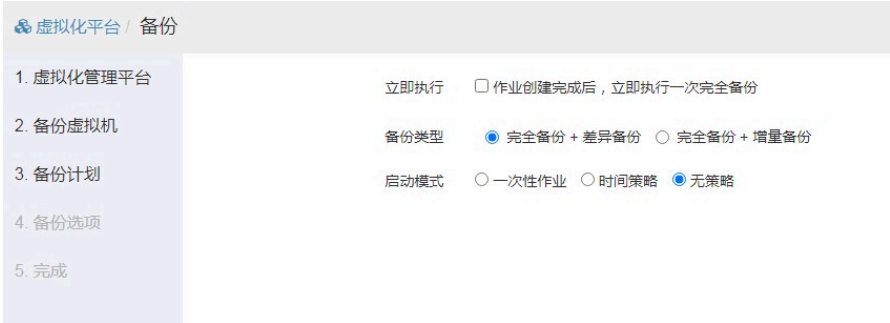 虚拟化平台 / 备份
1. 虚拟化管理平台
2. 备份虚拟机
3. 备份计划
4. 备份选项
5. 完成
立即执行 作业创建完成后，立即执行一次完全备份
备份类型 完全备份 + 差异备份 完全备份 + 增量备份
启动模式 一次性作业 时间策略 无策略